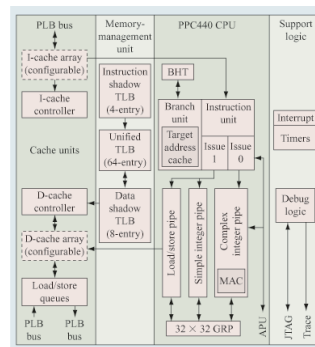 PLB bus
I-cache array
(configurable)
I-cache
controller
Cache units
D-cache
controller
D-cache array
(configurable)
Load/store
queues
PLB
bus
PLB
bus
Memory-
management
unit
Instruction
shadow
TLB
(4-entry)
Unified
TLB
(64-entry)
Data
shadow
TLB
(8-entry)
PPC440 CPU
BHT
Branch
unit
Target
address
cache
Instruction
unit
Issue
1
Issue
0
Load/store pipe
Simple integer pipe
Complex
integer pipe
MAC
32 × 32 GRP
APU
Support
logic
Interrupt
Timers
Debug
logic
JTAG
Trace